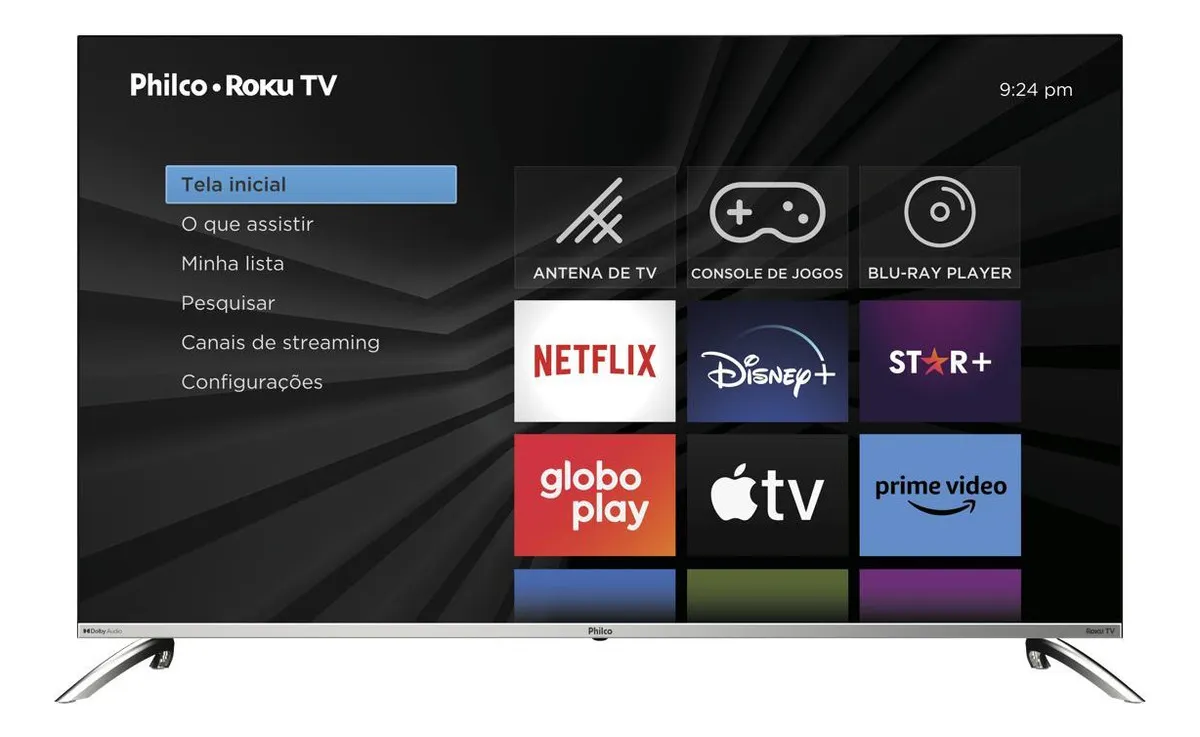 Philco • Roku TV
9:24 pm
Tela inicial
O que assistir
Minha lista
Pesquisar
Canais de streaming
Configurações
ANTENA DE TV
CONSOLE DE JOGOS
BLU-RAY PLAYER
NETFLIX
Disney+
STAR+
globo
play
tv
prime video
Dolby Audio
Philco
Roku TV